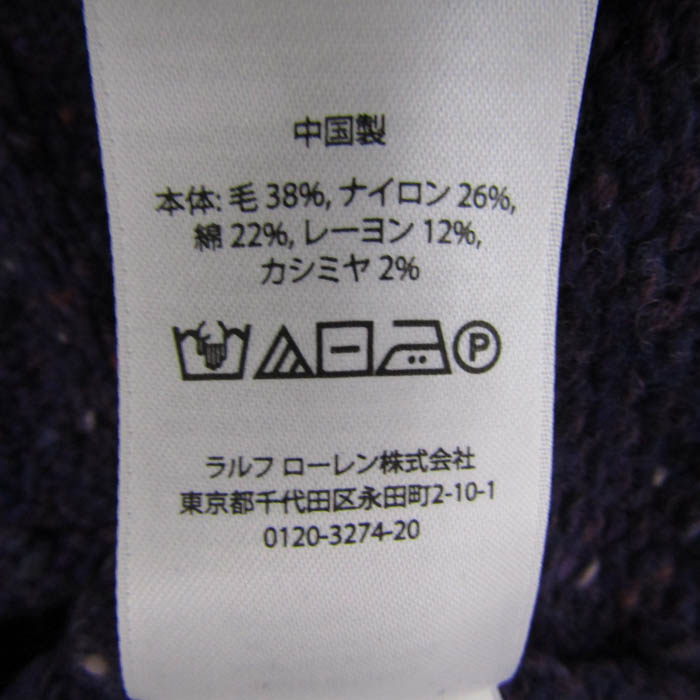 中国製
本体: 毛 38%, ナイロン 26%,
綿 22%, レーヨン 12%,
カシミヤ 2%
P
ラルフ ローレン株式会社
東京都千代田区永田町2-10-1
0120-3274-20